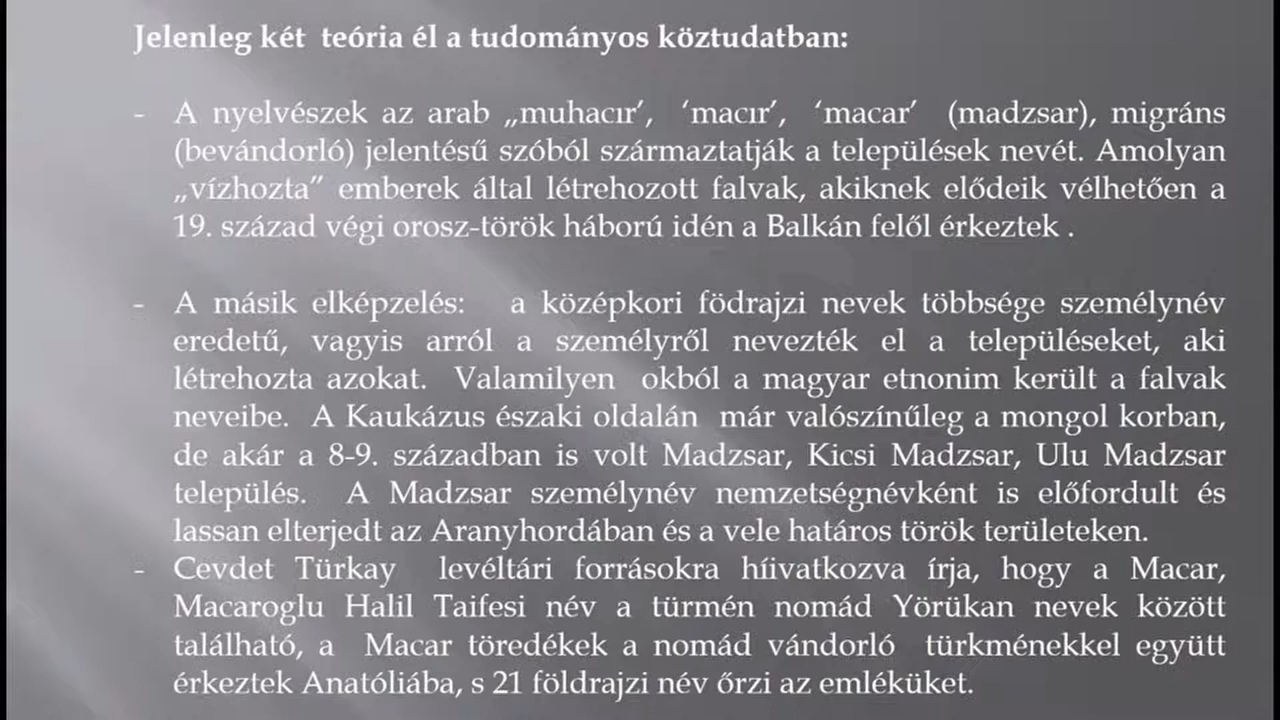 Jelenleg két teória él a tudományos köztudatban:
- A nyelvészek az arab „muhacır’, ‘macır’, ‘macar’ (madzsar), migráns
(bevándorló) jelentésű szóból származtatják a települések nevét. Amolyan
„vízhozta” emberek által létrehozott falvak, akiknek elődeik vélhetően a
19. század végi orosz-török háború idén a Balkán felől érkeztek .
- A másik elképzelés: a középkori födrajzi nevek többsége személynév
eredetű, vagyis arról a személyről nevezték el a településeket, aki
létrehozta azokat. Valamilyen okból a magyar etnonim került a falvak
neveibe. A Kaukázus északi oldalán már valószínűleg a mongol korban,
de akár a 8-9. században is volt Madzsar, Kicsi Madzsar, Ulu Madzsar
település. A Madzsar személynév nemzetségnévként is előfordult és
lassan elterjedt az Aranyhordában és a vele határos török területeken.
- Cevdet Türkay levéltári forrásokra híivatkozva írja, hogy a Macar,
Macaroglu Halil Taifesi név a türmén nomád Yörükan nevek között
található, a Macar töredékek a nomád vándorló türkménekkel együtt
érkeztek Anatóliába, s 21 földrajzi név őrzi az emléküket.